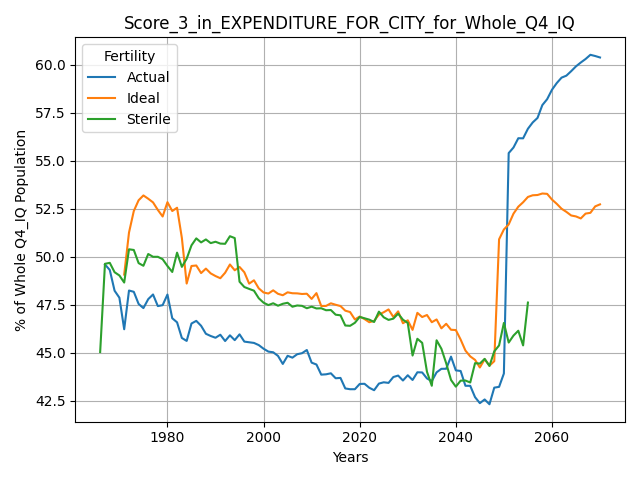 Score_3_in_EXPENDITURE_FOR_CITY_for_Whole_Q4_IQ
Fertility
Actual
Ideal
Sterile
% of Whole Q4_IQ Population
60.0
57.5
55.0
52.5
50.0
47.5
45.0
42.5
1980
2000
2020
2040
2060
Years